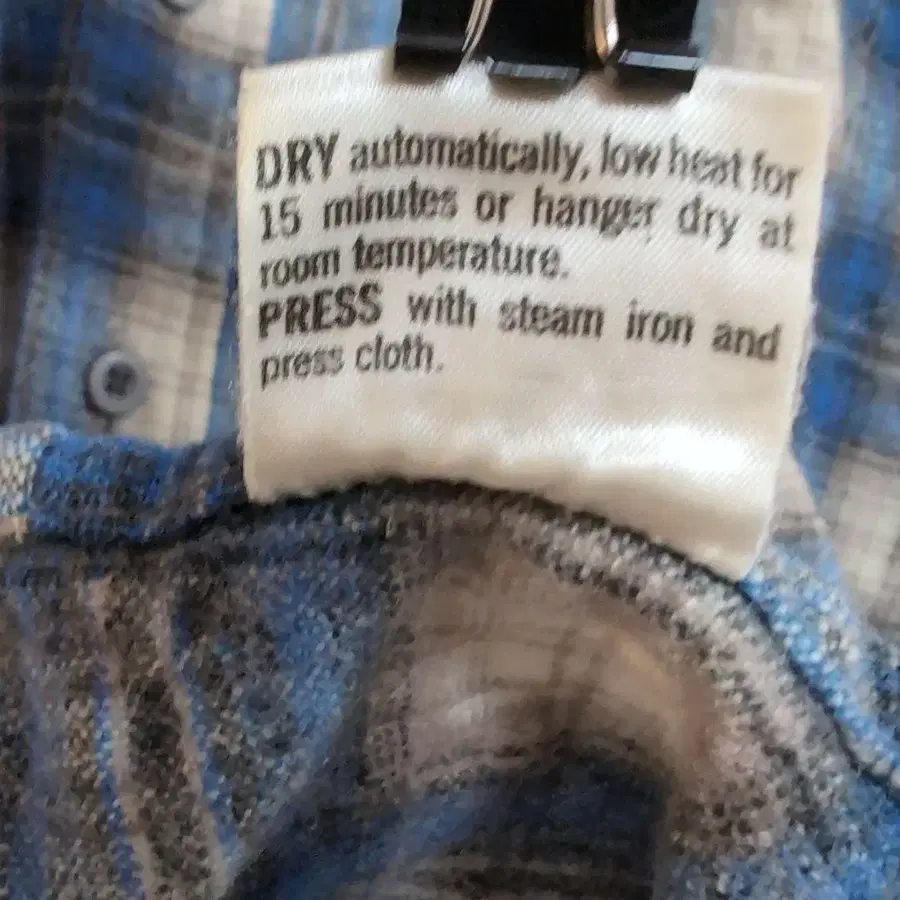 DRY automatically, low heat for
15 minutes or hanger dry at
room temperature.
PRESS with steam iron and
press cloth.